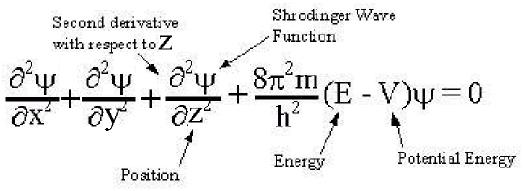 Second derivative
with respect to Z
Shrodinger Wave
Function
∂²ψ/∂x² + ∂²ψ/∂y² + ∂²ψ/∂z² + 8π²m/h² (E - V)ψ = 0
Position
Energy
Potential Energy